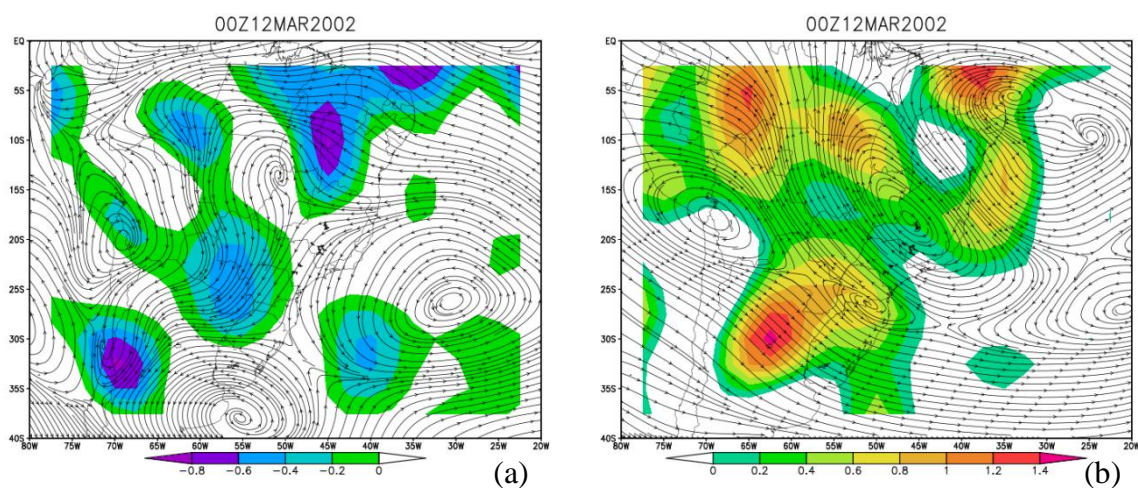 00Z12MAR2002
EQ
5S
10S
15S
20S
25S
30S
35S
40S
80W 75W 70W 65W 60W 55W 50W 45W 40W 35W 30W 25W 20W
-0.8 -0.6 -0.4 -0.2 0
(a)
00Z12MAR2002
EQ
5S
10S
15S
20S
25S
30S
35S
40S
80W 75W 70W 65W 60W 55W 50W 45W 40W 35W 30W 25W 20W
0 0.2 0.4 0.6 0.8 1 1.2 1.4
(b)